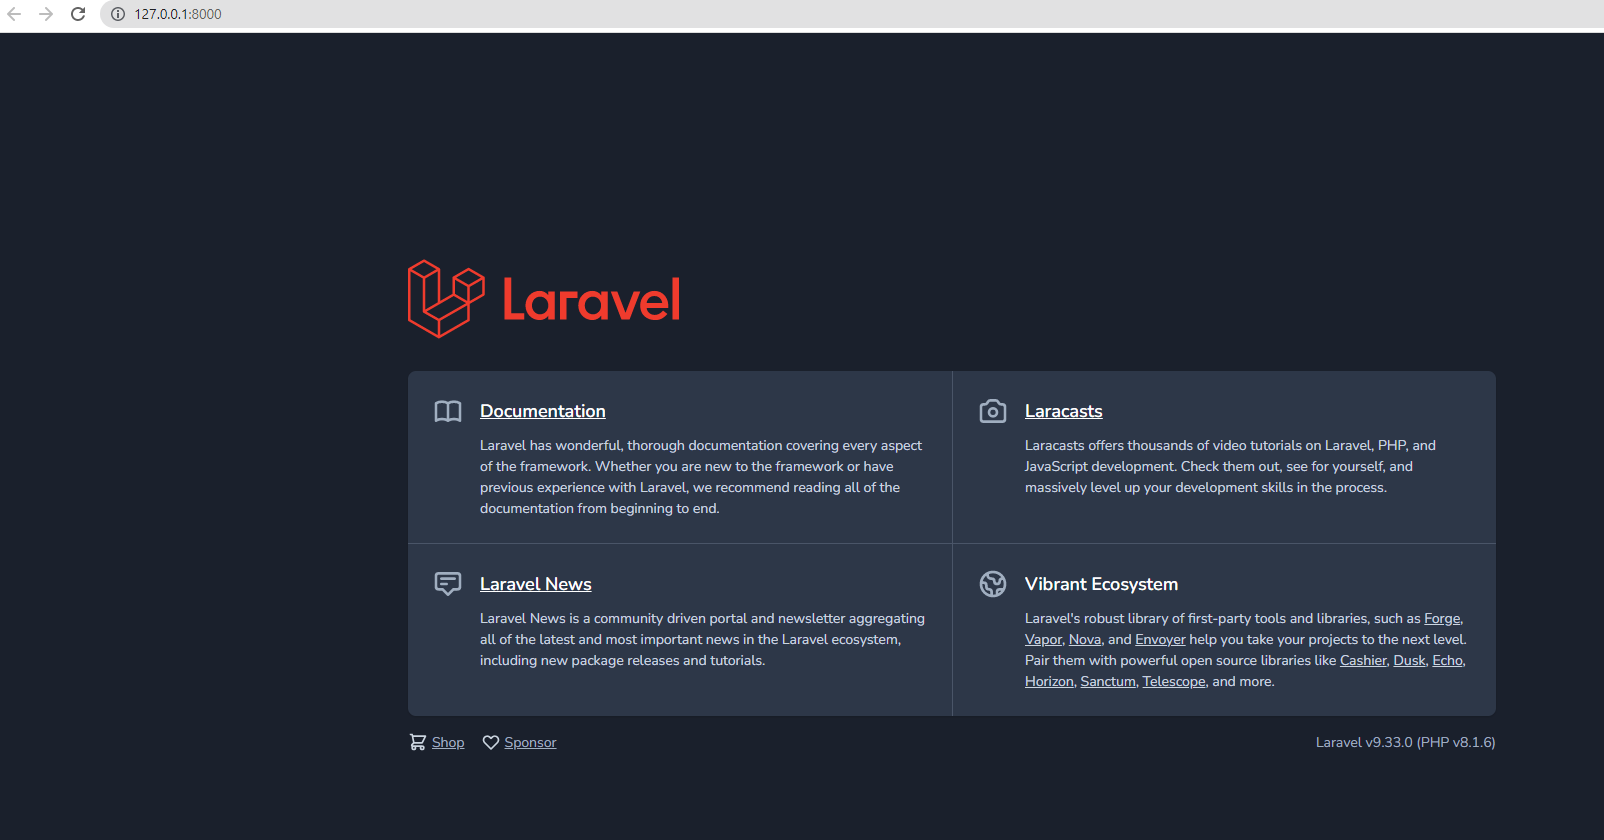 127.0.0.1:8000
Laravel
Documentation
Laravel has wonderful, thorough documentation covering every aspect
of the framework. Whether you are new to the framework or have
previous experience with Laravel, we recommend reading all of the
documentation from beginning to end.
Laracasts
Laracasts offers thousands of video tutorials on Laravel, PHP, and
JavaScript development. Check them out, see for yourself, and
massively level up your development skills in the process.
Laravel News
Laravel News is a community driven portal and newsletter aggregating
all of the latest and most important news in the Laravel ecosystem,
including new package releases and tutorials.
Vibrant Ecosystem
Laravel's robust library of first-party tools and libraries, such as Forge,
Vapor, Nova, and Envoyer help you take your projects to the next level.
Pair them with powerful open source libraries like Cashier, Dusk, Echo,
Horizon, Sanctum, Telescope, and more.
Shop
Sponsor
Laravel v9.33.0 (PHP v8.1.6)